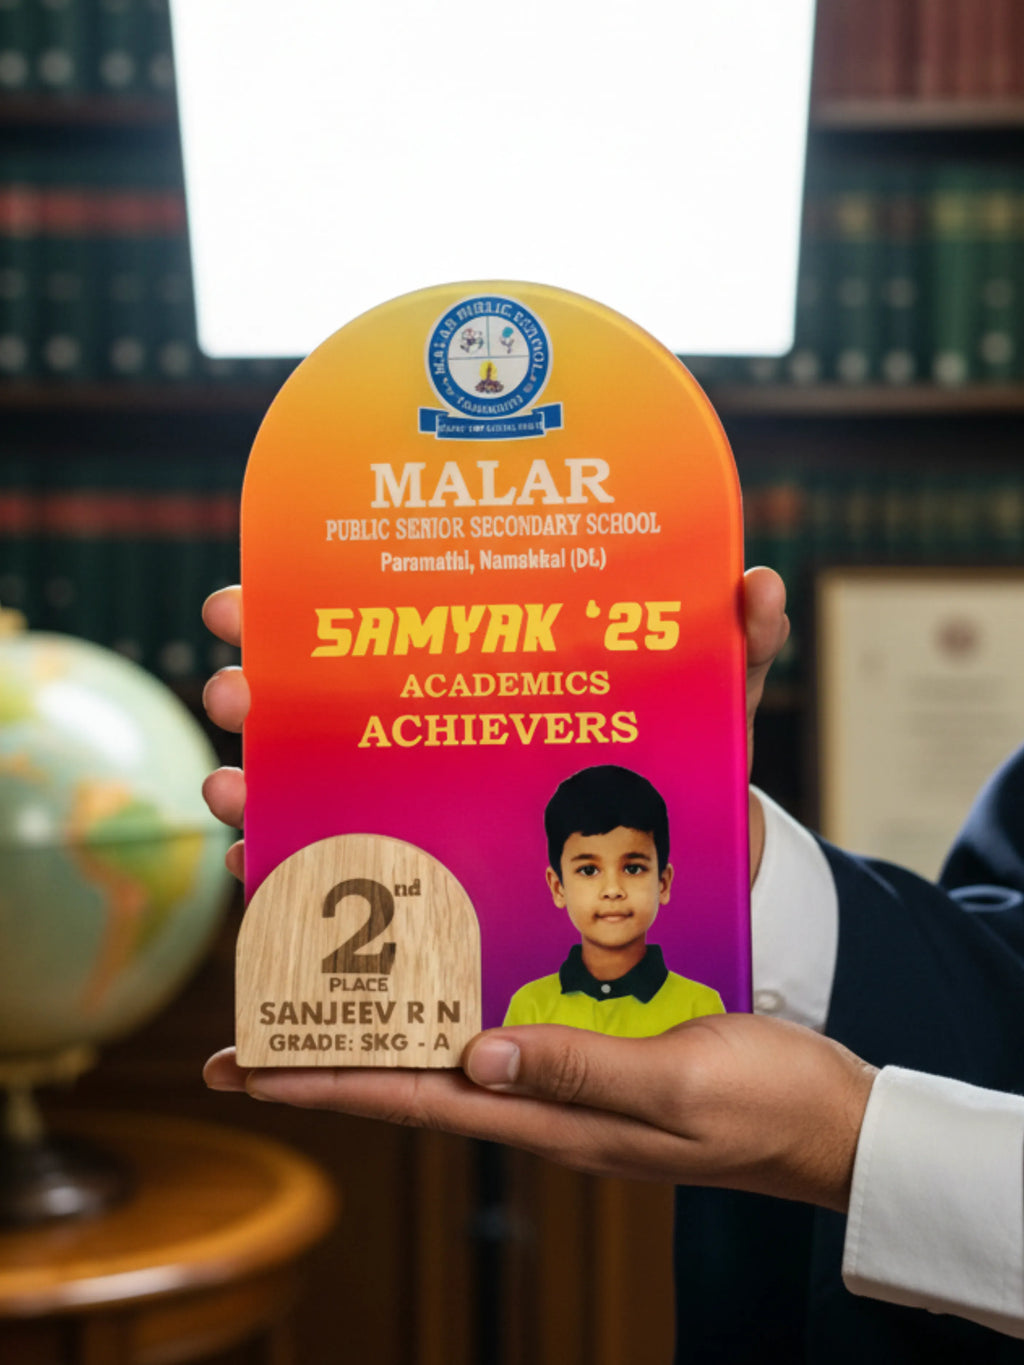 MALAR
PUBLIC SENIOR SECONDARY SCHOOL
Paramathi, Namakkal (Dt.)
SAMYAK '25
ACADEMICS
ACHIEVERS
2nd
PLACE
SANJEEV R N
GRADE: SKG - A